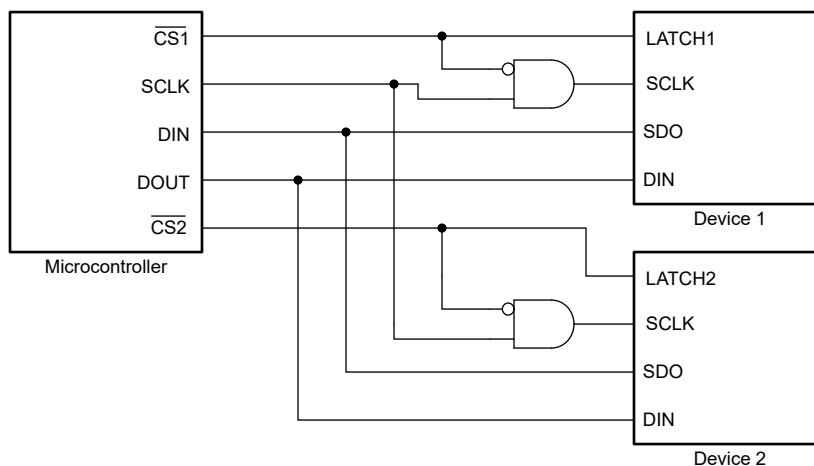 CS1
SCLK
DIN
DOUT
CS2
Microcontroller
LATCH1
SCLK
SDO
DIN
Device 1
LATCH2
SCLK
SDO
DIN
Device 2